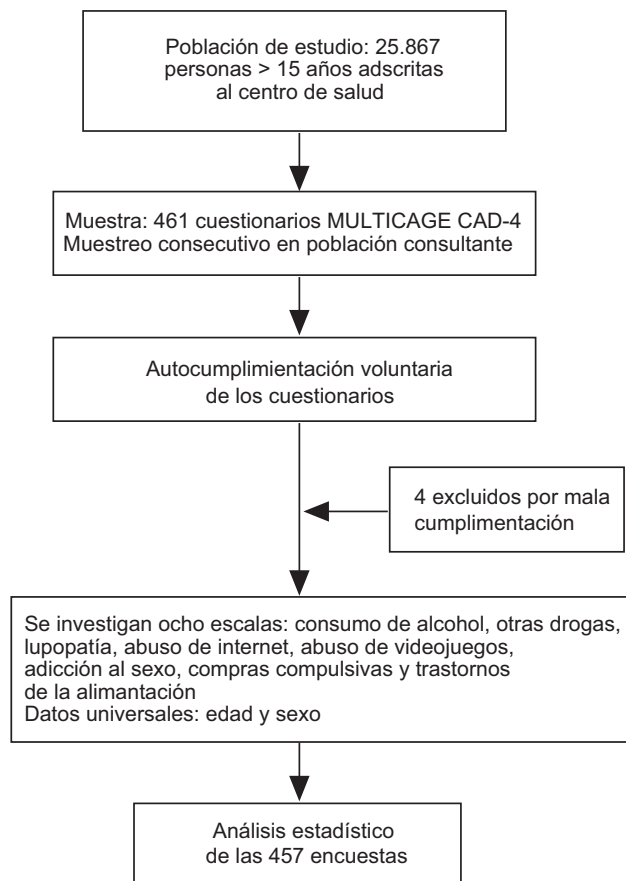 Población de estudio: 25.867
personas > 15 años adscritas
al centro de salud
Muestra: 461 cuestionarios MULTICAGE CAD-4
Muestreo consecutivo en población consultante
Autocumplimientación voluntaria
de los cuestionarios
4 excluidos por mala
cumplimentación
Se investigan ocho escalas: consumo de alcohol, otras drogas,
lupopatía, abuso de internet, abuso de videojuegos,
adicción al sexo, compras compulsivas y trastornos
de la alimantación
Datos universales: edad y sexo
Análisis estadístico
de las 457 encuestas